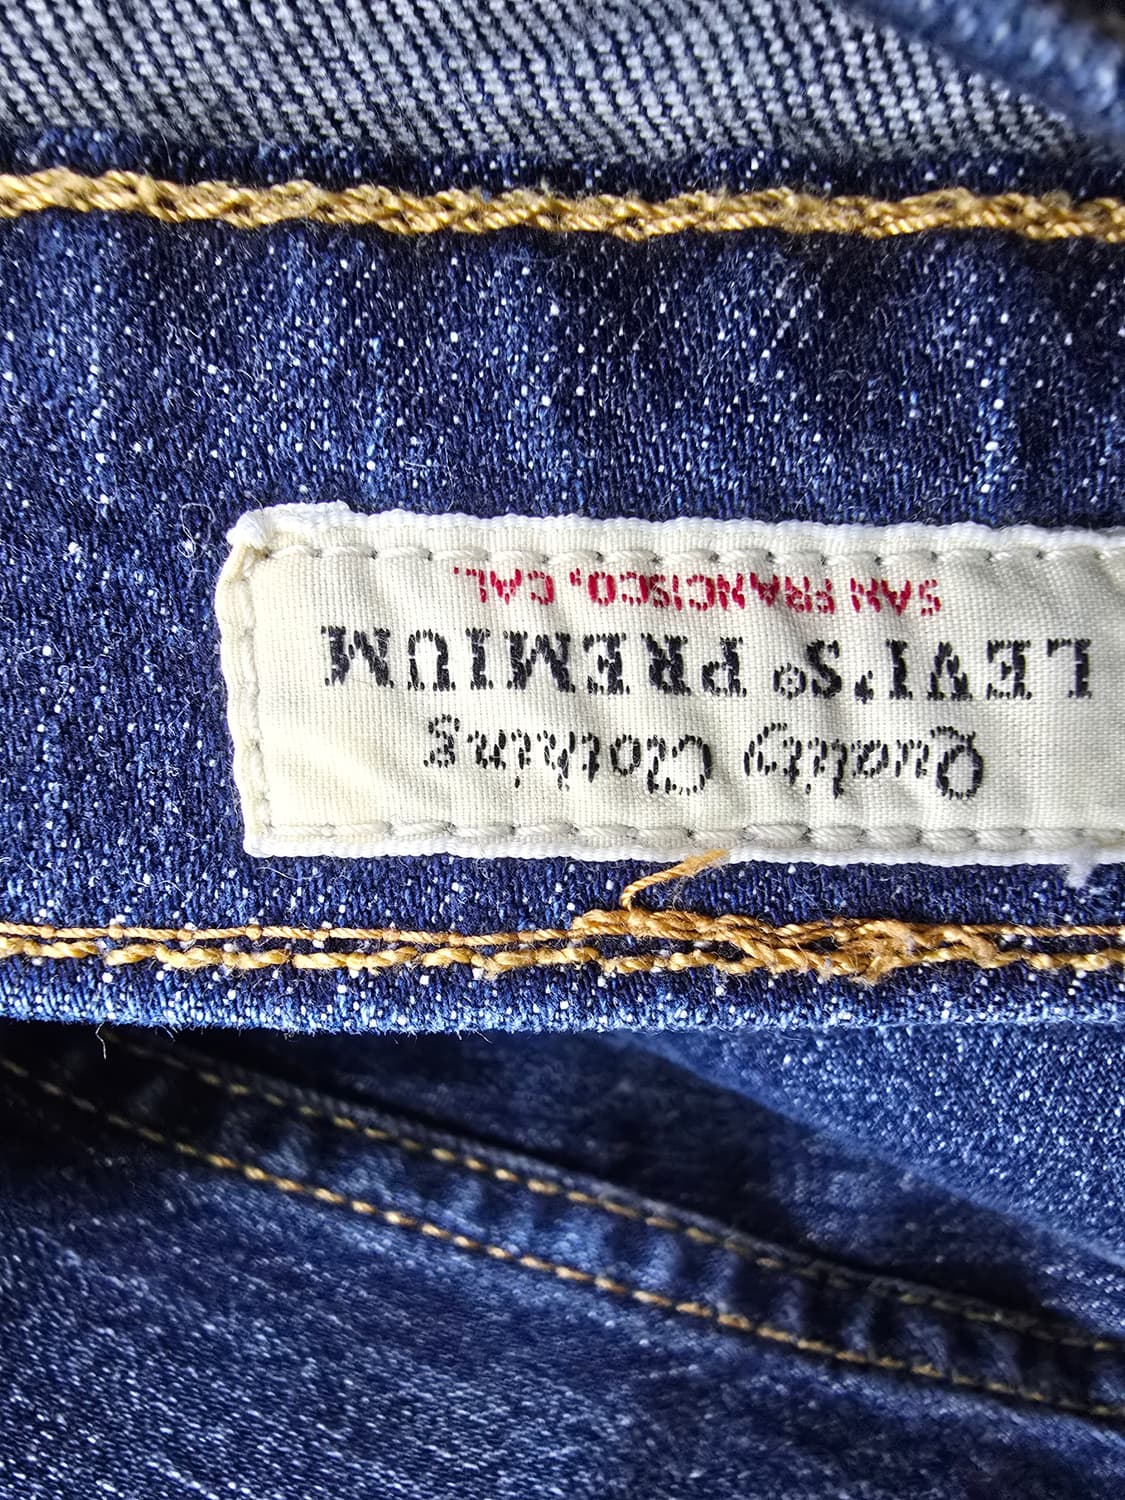 Quality Clothing
LEVI'S® PREMIUM
SAN FRANCISCO, CAL.